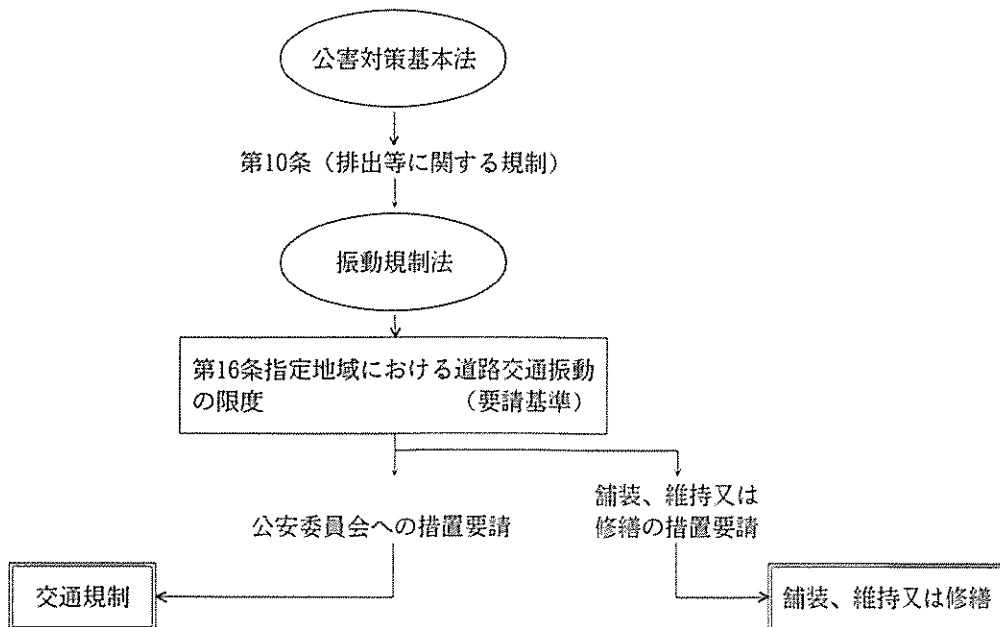 公害対策基本法
第10条（排出等に関する規制）
振動規制法
第16条指定地域における道路交通振動
の限度　　　　　　　　　（要請基準）
舗装、維持又は
修繕の措置要請
公安委員会への措置要請
交通規制
舗装、維持又は修繕